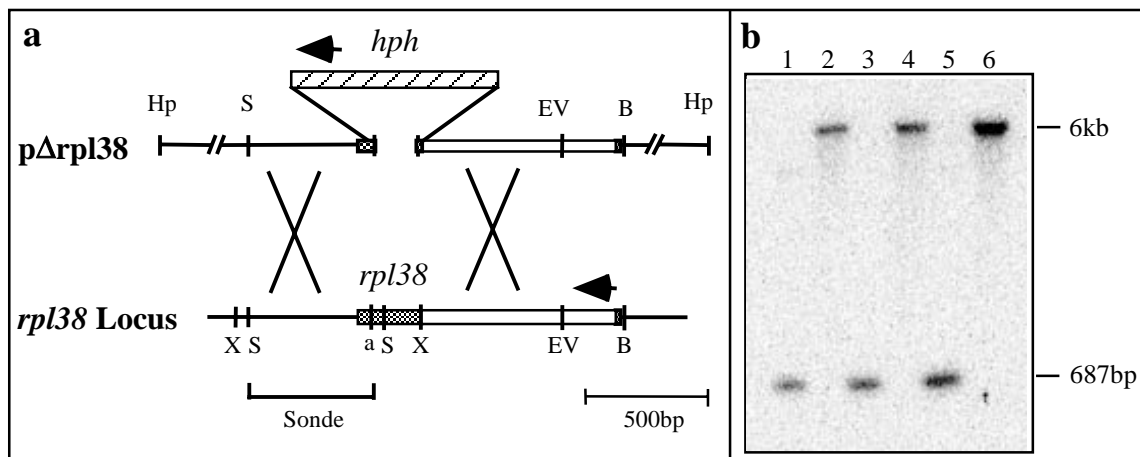 a
hph
Hp S EV B Hp
pΔrpl38
rpl38
rpl38 Locus
X S a S X EV B
Sonde
500bp
b
1 2 3 4 5 6
6kb
687bp